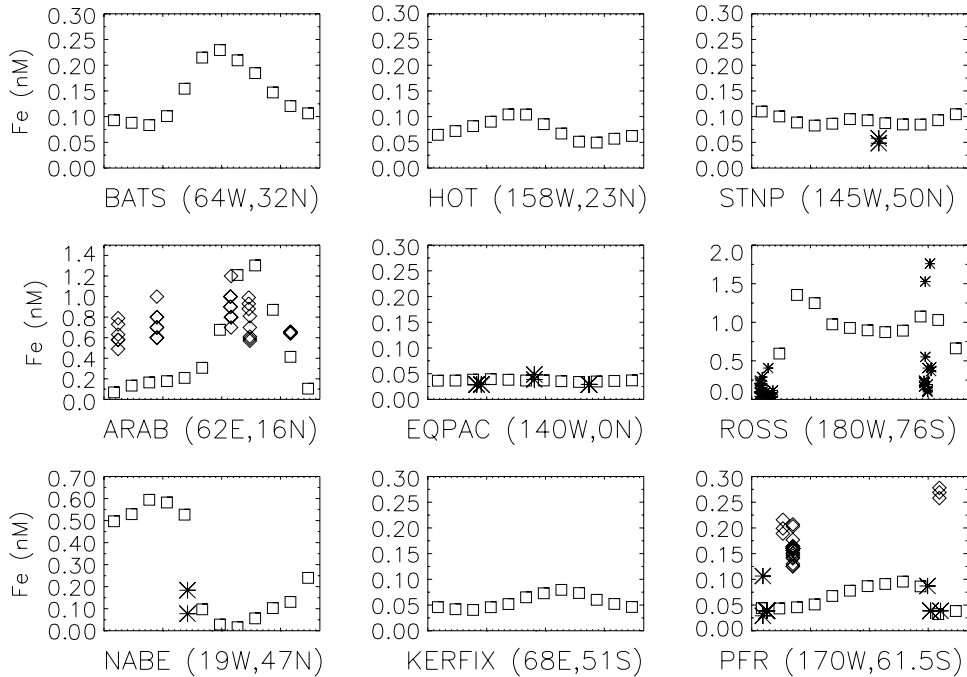 0.30 0.30 0.30
0.25 0.25 0.25
0.20 0.20 0.20
0.15 0.15 0.15
0.10 0.10 0.10
0.05 0.05 0.05
0.00 0.00 0.00
Fe (nM)
BATS (64W,32N) HOT (158W,23N) STNP (145W,50N)
1.4 0.30 2.0
1.2 0.25 1.5
1.0 0.20 1.0
0.8 0.15 0.5
0.6 0.10 0.0
0.4 0.05
0.2 0.00
0.0
Fe (nM)
ARAB (62E,16N) EQPAC (140W,0N) ROSS (180W,76S)
0.70 0.30 0.30
0.60 0.25 0.25
0.50 0.20 0.20
0.40 0.15 0.15
0.30 0.10 0.10
0.20 0.05 0.05
0.10 0.00 0.00
0.00
Fe (nM)
NABE (19W,47N) KERFIX (68E,51S) PFR (170W,61.5S)